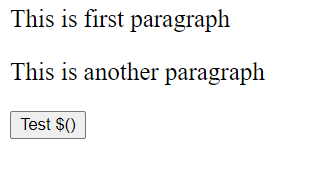 This is first paragraph
This is another paragraph
Test $()